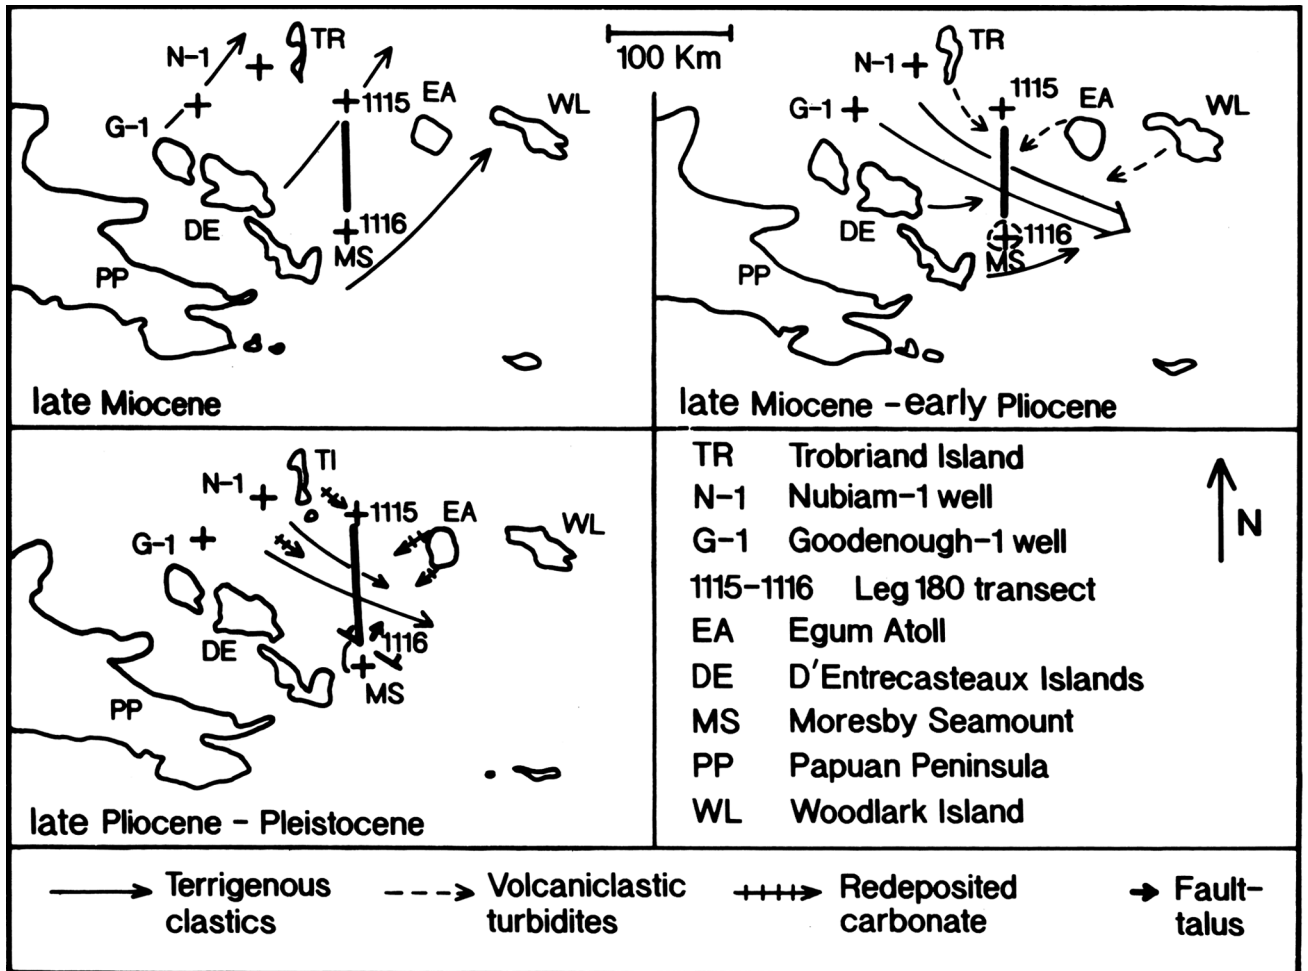 TR
N-1
100 Km
1115
EA
WL
G-1
1116
DE
MS
PP
late Miocene
TR
N-1
1115
EA
WL
G-1
DE
1116
MS
PP
late Miocene - early Pliocene
TI
N-1
1115
EA
WL
G-1
1116
DE
MS
PP
late Pliocene - Pleistocene
TR Trobriand Island
N-1 Nubiam-1 well
G-1 Goodenough-1 well
1115-1116 Leg 180 transect
EA Egum Atoll
DE D'Entrecasteaux Islands
MS Moresby Seamount
PP Papuan Peninsula
WL Woodlark Island
N
Terrigenous
clastics
Volcaniclastic
turbidites
Redeposited
carbonate
Fault-
talus